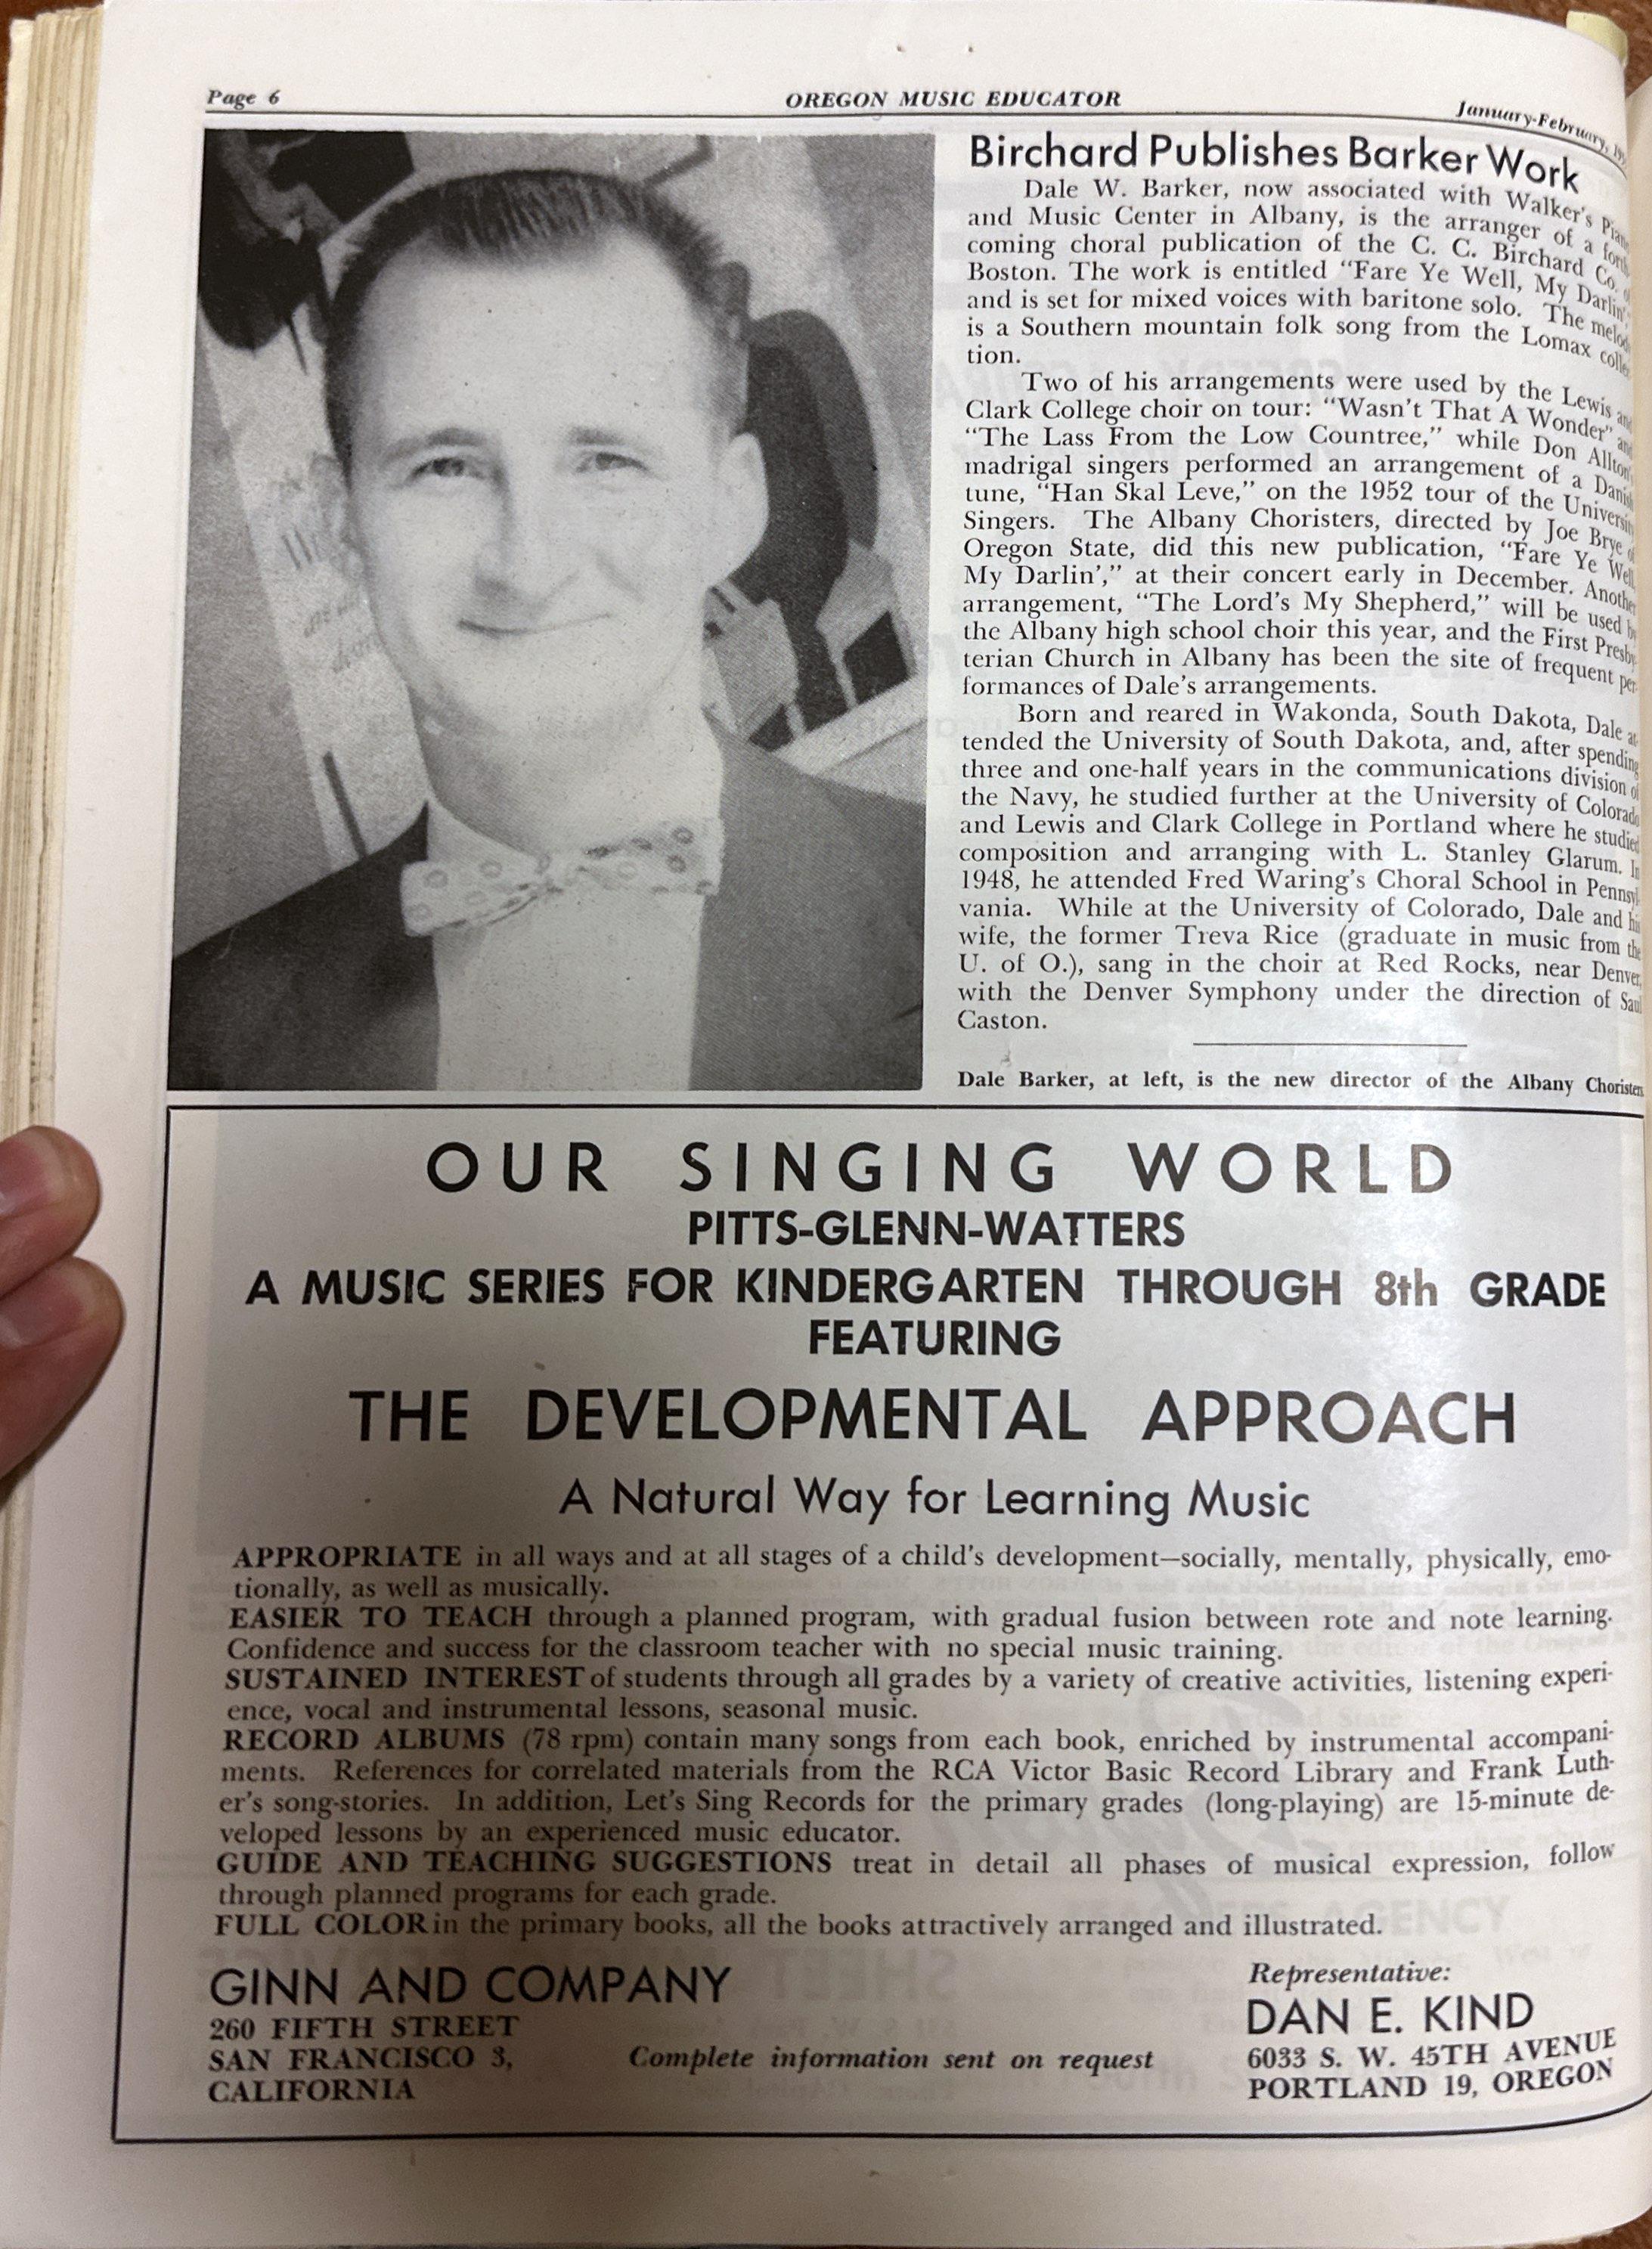 Page 6
OREGON MUSIC EDUCATOR
January-February,
Birchard Publishes Barker Work
Dale W. Barker, now associated with Walker's
and Music Center in Albany, is the arranger of a
coming choral publication of the C. C. Birchard Co.
Boston. The work is entitled "Fare Ye Well, My Darlin'
and is set for mixed voices with baritone solo. The
is a Southern mountain folk song from the Lomax
tion.
Two of his arrangements were used by the Lewis and
Clark College choir on tour: "Wasn't That A Wonder" and
"The Lass From the Low Countree," while Don
madrigal singers performed an arrangement of a Danish
tune, "Han Skal Leve," on the 1952 tour of the University
Singers. The Albany Choristers, directed by Joe Brye of
Oregon State, did this new publication, "Fare Ye Well,
My Darlin'," at their concert early in December. Another
arrangement, "The Lord's My Shepherd," will be used by
the Albany high school choir this year, and the First Presby-
terian Church in Albany has been the site of frequent per-
formances of Dale's arrangements.
Born and reared in Wakonda, South Dakota, Dale at-
tended the University of South Dakota, and, after spending
three and one-half years in the communications division of
the Navy, he studied further at the University of Colorado
and Lewis and Clark College in Portland where he studied
composition and arranging with L. Stanley Glarum. In
1948, he attended Fred Waring's Choral School in Pennsyl-
vania. While at the University of Colorado, Dale and his
wife, the former Treva Rice (graduate in music from the
U. of O.), sang in the choir at Red Rocks, near Denver,
with the Denver Symphony under the direction of Saul
Caston.
Dale Barker, at left, is the new director of the Albany Choristers
OUR SINGING WORLD
PITTS-GLENN-WATTERS
A MUSIC SERIES FOR KINDERGARTEN THROUGH 8th GRADE
FEATURING
THE DEVELOPMENTAL APPROACH
A Natural Way for Learning Music
APPROPRIATE in all ways and at all stages of a child's development—socially, mentally, physically, emo-
tionally, as well as musically.
EASIER TO TEACH through a planned program, with gradual fusion between rote and note learning.
Confidence and success for the classroom teacher with no special music training.
SUSTAINED INTEREST of students through all grades by a variety of creative activities, listening experi-
ence, vocal and instrumental lessons, seasonal music.
RECORD ALBUMS (78 rpm) contain many songs from each book, enriched by instrumental accompani-
ments. References for correlated materials from the RCA Victor Basic Record Library and Frank Luth-
er's song-stories. In addition, Let's Sing Records for the primary grades (long-playing) are 15-minute de-
veloped lessons by an experienced music educator.
GUIDE AND TEACHING SUGGESTIONS treat in detail all phases of musical expression, follow
through planned programs for each grade.
FULL COLOR in the primary books, all the books attractively arranged and illustrated.
GINN AND COMPANY
260 FIFTH STREET
SAN FRANCISCO 3,
CALIFORNIA
Complete information sent on request
Representative:
DAN E. KIND
6033 S. W. 45TH AVENUE
PORTLAND 19, OREGON